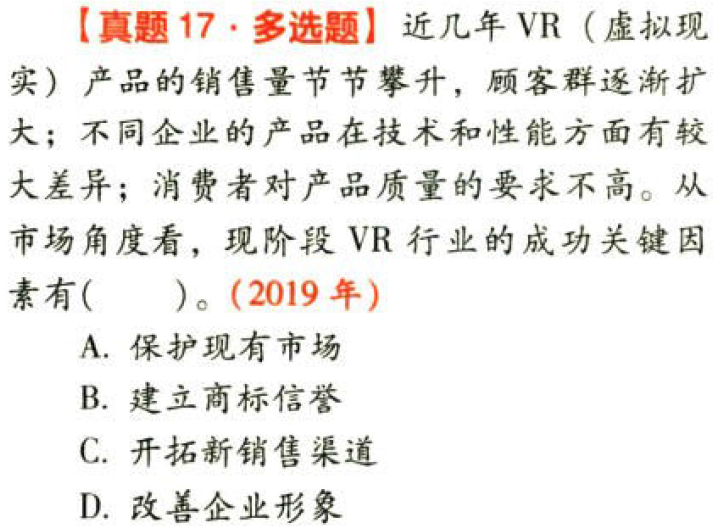 【真题 17·多选题】近几年 VR（虚拟现
实）产品的销售量节节攀升，顾客群逐渐扩
大；不同企业的产品在技术和性能方面有较
大差异；消费者对产品质量的要求不高。从
市场角度看，现阶段 VR 行业的成功关键因
素有(　　)。(2019 年)
A. 保护现有市场
B. 建立商标信誉
C. 开拓新销售渠道
D. 改善企业形象